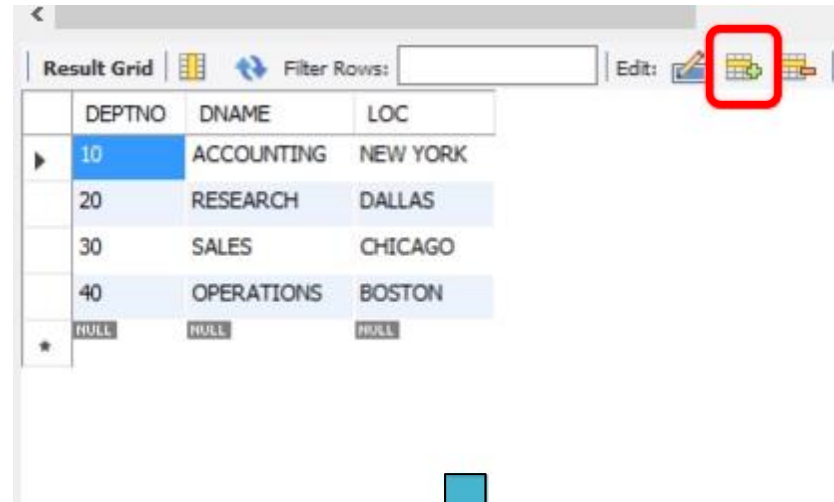 Result Grid Filter Rows: Edit:
DEPTNO DNAME LOC
10 ACCOUNTING NEW YORK
20 RESEARCH DALLAS
30 SALES CHICAGO
40 OPERATIONS BOSTON
NULL NULL NULL